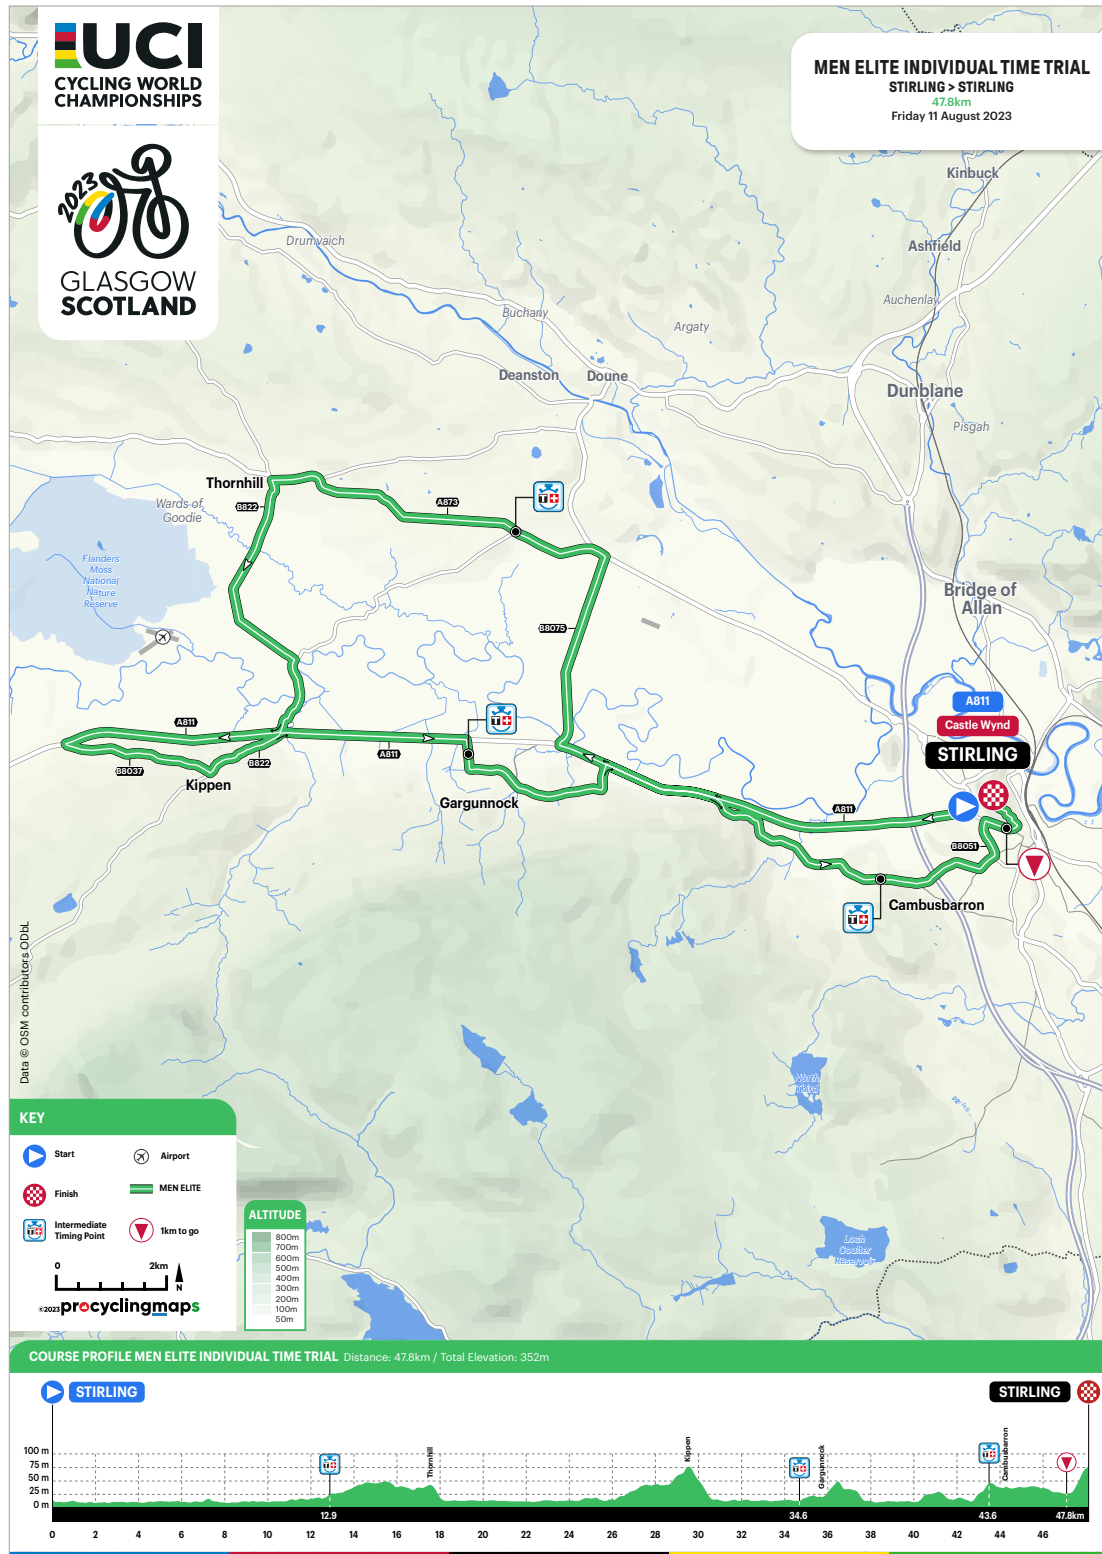 UCI
CYCLING WORLD
CHAMPIONSHIPS
2023
GLASGOW
SCOTLAND
MEN ELITE INDIVIDUAL TIME TRIAL
STIRLING > STIRLING
47.8km
Friday 11 August 2023
Kinbuck
Drumvaich
Ashfield
Auchenlay
Buchany
Argaty
Deanston
Doune
Dunblane
Pisgah
Thornhill
B822
Wards of
Goodie
A873
Flanders
Moss
National
Nature
Reserve
Bridge of
Allan
B8075
A811
Castle Wynd
STIRLING
A811
A811
B8037
B822
Kippen
Gargunnock
A811
B8051
Cambusbarron
North
Third
Loch
Coulter
Reservoir
Data © OSM contributors ODbL
KEY
Start
Airport
Finish
MEN ELITE
Intermediate
Timing Point
1km to go
0 2km
N
©2023 procyclingmaps
ALTITUDE
800m
700m
600m
500m
400m
300m
200m
100m
50m
COURSE PROFILE MEN ELITE INDIVIDUAL TIME TRIAL Distance: 47.8km / Total Elevation: 352m
STIRLING
STIRLING
100 m
75 m
50 m
25 m
0 m
Thornhill
Kippen
Gargunnock
Cambusbarron
12.9 34.6 43.6 47.8km
0 2 4 6 8 10 12 14 16 18 20 22 24 26 28 30 32 34 36 38 40 42 44 46